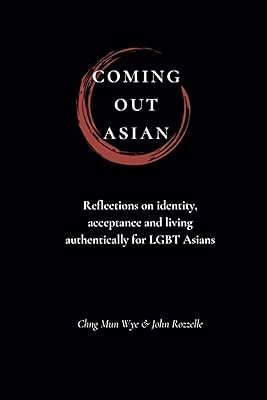 COMING
OUT
ASIAN
Reflections on identity,
acceptance and living
authentically for LGBT Asians
Chng Mun Wye & John Rozzelle